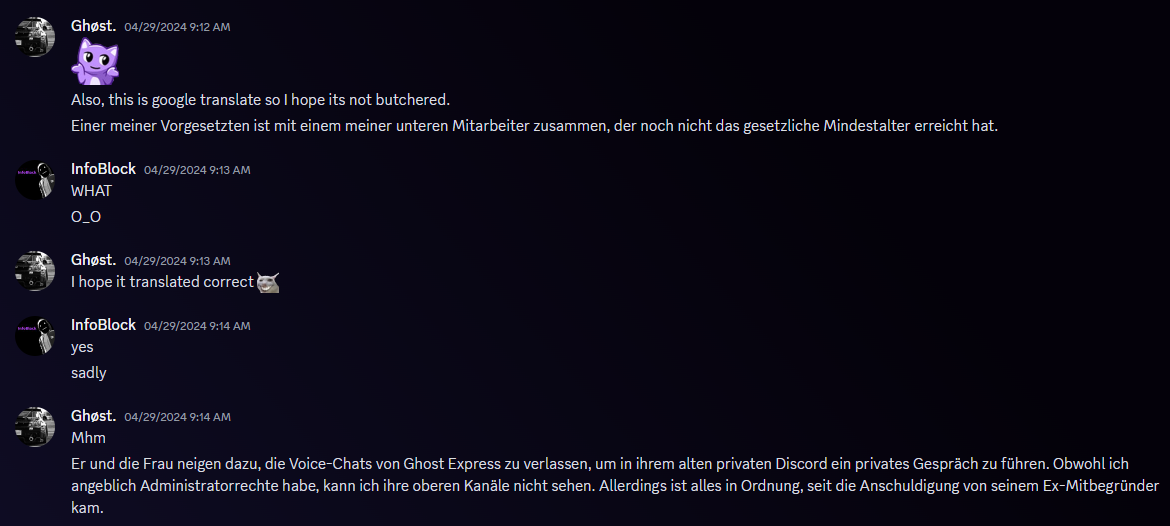 Ghøst. 04/29/2024 9:12 AM
Also, this is google translate so I hope its not butchered.
Einer meiner Vorgesetzten ist mit einem meiner unteren Mitarbeiter zusammen, der noch nicht das gesetzliche Mindestalter erreicht hat.
InfoBlock
InfoBlock 04/29/2024 9:13 AM
WHAT
O_O
Ghøst. 04/29/2024 9:13 AM
I hope it translated correct
InfoBlock
InfoBlock 04/29/2024 9:14 AM
yes
sadly
Ghøst. 04/29/2024 9:14 AM
Mhm
Er und die Frau neigen dazu, die Voice-Chats von Ghost Express zu verlassen, um in ihrem alten privaten Discord ein privates Gespräch zu führen. Obwohl ich
angeblich Administratorrechte habe, kann ich ihre oberen Kanäle nicht sehen. Allerdings ist alles in Ordnung, seit die Anschuldigung von seinem Ex-Mitbegründer
kam.